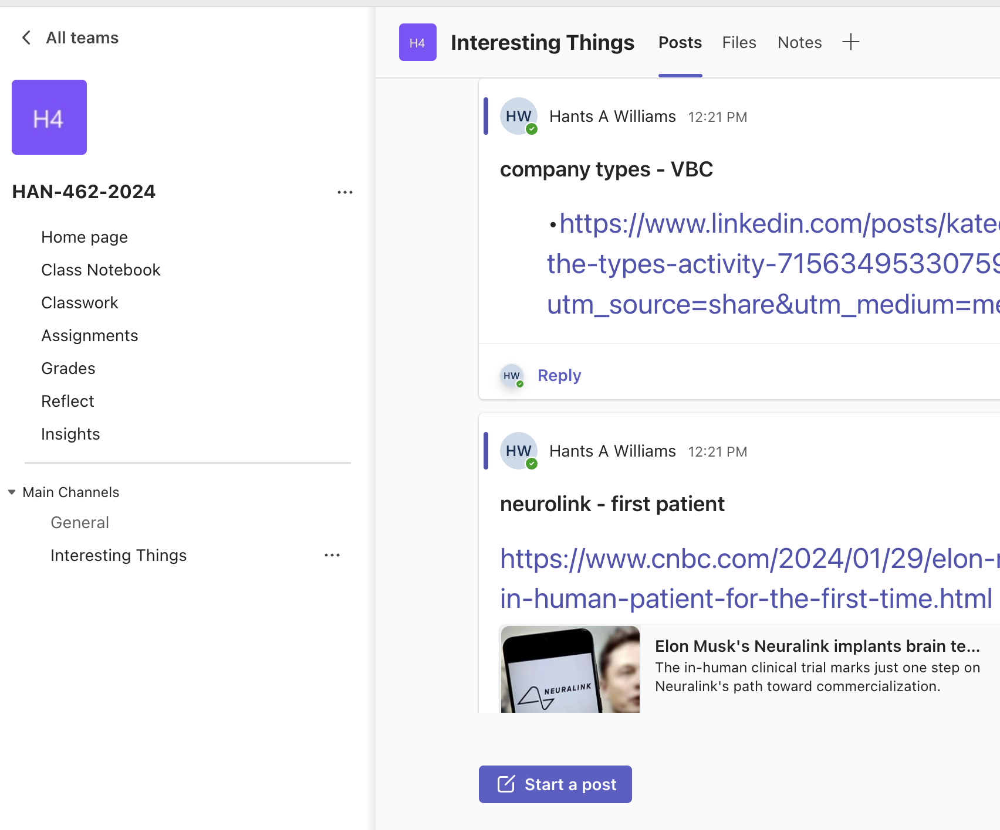 All teams
H4
HAN-462-2024
Home page
Class Notebook
Classwork
Assignments
Grades
Reflect
Insights
Main Channels
General
Interesting Things
H4
Interesting Things
Posts
Files
Notes
HW
Hants A Williams 12:21 PM
company types - VBC
•https://www.linkedin.com/posts/kate
the-types-activity-71563495330759
utm_source=share&utm_medium=me
HW
Reply
HW
Hants A Williams 12:21 PM
neurolink - first patient
https://www.cnbc.com/2024/01/29/elon-
in-human-patient-for-the-first-time.html
NEURALINK
Elon Musk's Neuralink implants brain te...
The in-human clinical trial marks just one step on
Neuralink's path toward commercialization.
Start a post